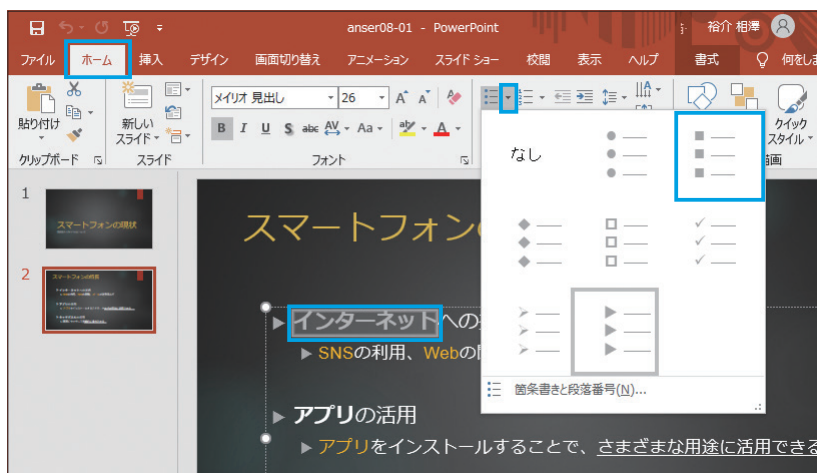 anser08-01 - PowerPoint
裕介 相澤
ファイル ホーム 挿入 デザイン 画面切り替え アニメーション スライド ショー 校閲 表示 ヘルプ 書式 何をしま
貼り付け
新しい
スライド
メイリオ 見出し 26 A A
B I U S abc AV Aa A
クイック
スタイル
クリップボード スライド フォント 画
なし
箇条書きと段落番号(N)...
1
スマートフォンの現状
2
スマートフォンの
インターネットへの
SNSの利用、Webの
アプリの活用
アプリをインストールすることで、さまざまな用途に活用できる